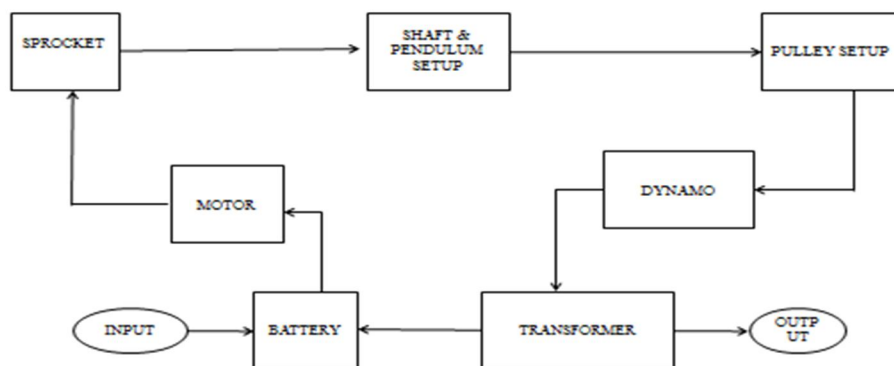 SPROCKET
SHAFT &
PENDULUM
SETUP
PULLEY SETUP
MOTOR
DYNAMO
INPUT
BATTERY
TRANSFORMER
OUTP
UT